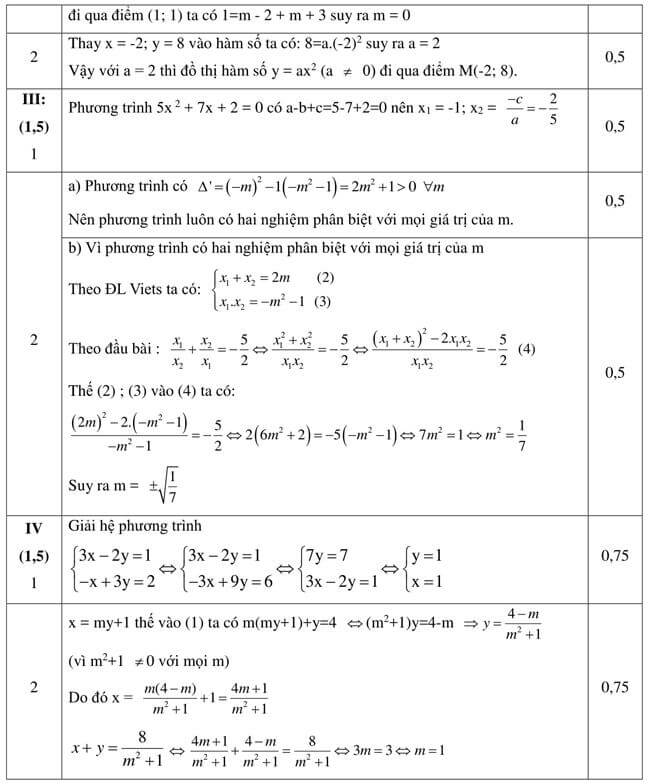 đi qua điểm (1; 1) ta có 1=m - 2 + m + 3 suy ra m = 0
2
Thay x = -2; y = 8 vào hàm số ta có: 8=a.(-2)² suy ra a = 2
Vậy với a = 2 thì đồ thị hàm số y = ax² (a ≠ 0) đi qua điểm M(-2; 8).
0,5
III:
(1,5)
1
Phương trình 5x² + 7x + 2 = 0 có a-b+c=5-7+2=0 nên x₁ = -1; x₂ = -c/a = -2/5
0,5
2
a) Phương trình có Δ' = (-m)² -1(-m² -1) = 2m² +1 > 0 ∀m
Nên phương trình luôn có hai nghiệm phân biệt với mọi giá trị của m.
0,5
b) Vì phương trình có hai nghiệm phân biệt với mọi giá trị của m
Theo ĐL Viets ta có: { x₁ + x₂ = 2m (2)
x₁.x₂ = -m² -1 (3)
Theo đầu bài : x₁/x₂ + x₂/x₁ = -5/2 ⇔ (x₁² + x₂²)/(x₁x₂) = -5/2 ⇔ ((x₁ + x₂)² - 2x₁x₂)/(x₁x₂) = -5/2 (4)
Thế (2) ; (3) vào (4) ta có:
((2m)² - 2.(-m² -1))/(-m² -1) = -5/2 ⇔ 2(6m² + 2) = -5(-m² -1) ⇔ 7m² = 1 ⇔ m² = 1/7
Suy ra m = ±√(1/7)
0,5
IV
(1,5)
1
Giải hệ phương trình
{ 3x - 2y = 1 ⇔ { 3x - 2y = 1 ⇔ { 7y = 7 ⇔ { y = 1
-x + 3y = 2 -3x + 9y = 6 3x - 2y = 1 x = 1
0,75
2
x = my+1 thế vào (1) ta có m(my+1)+y=4 ⇔ (m²+1)y=4-m ⇒ y = (4-m)/(m² +1)
(vì m²+1 ≠ 0 với mọi m)
Do đó x = m(4-m)/(m² +1) + 1 = (4m+1)/(m² +1)
x + y = 8/(m² +1) ⇔ (4m+1)/(m² +1) + (4-m)/(m² +1) = 8/(m² +1) ⇔ 3m = 3 ⇔ m = 1
0,75